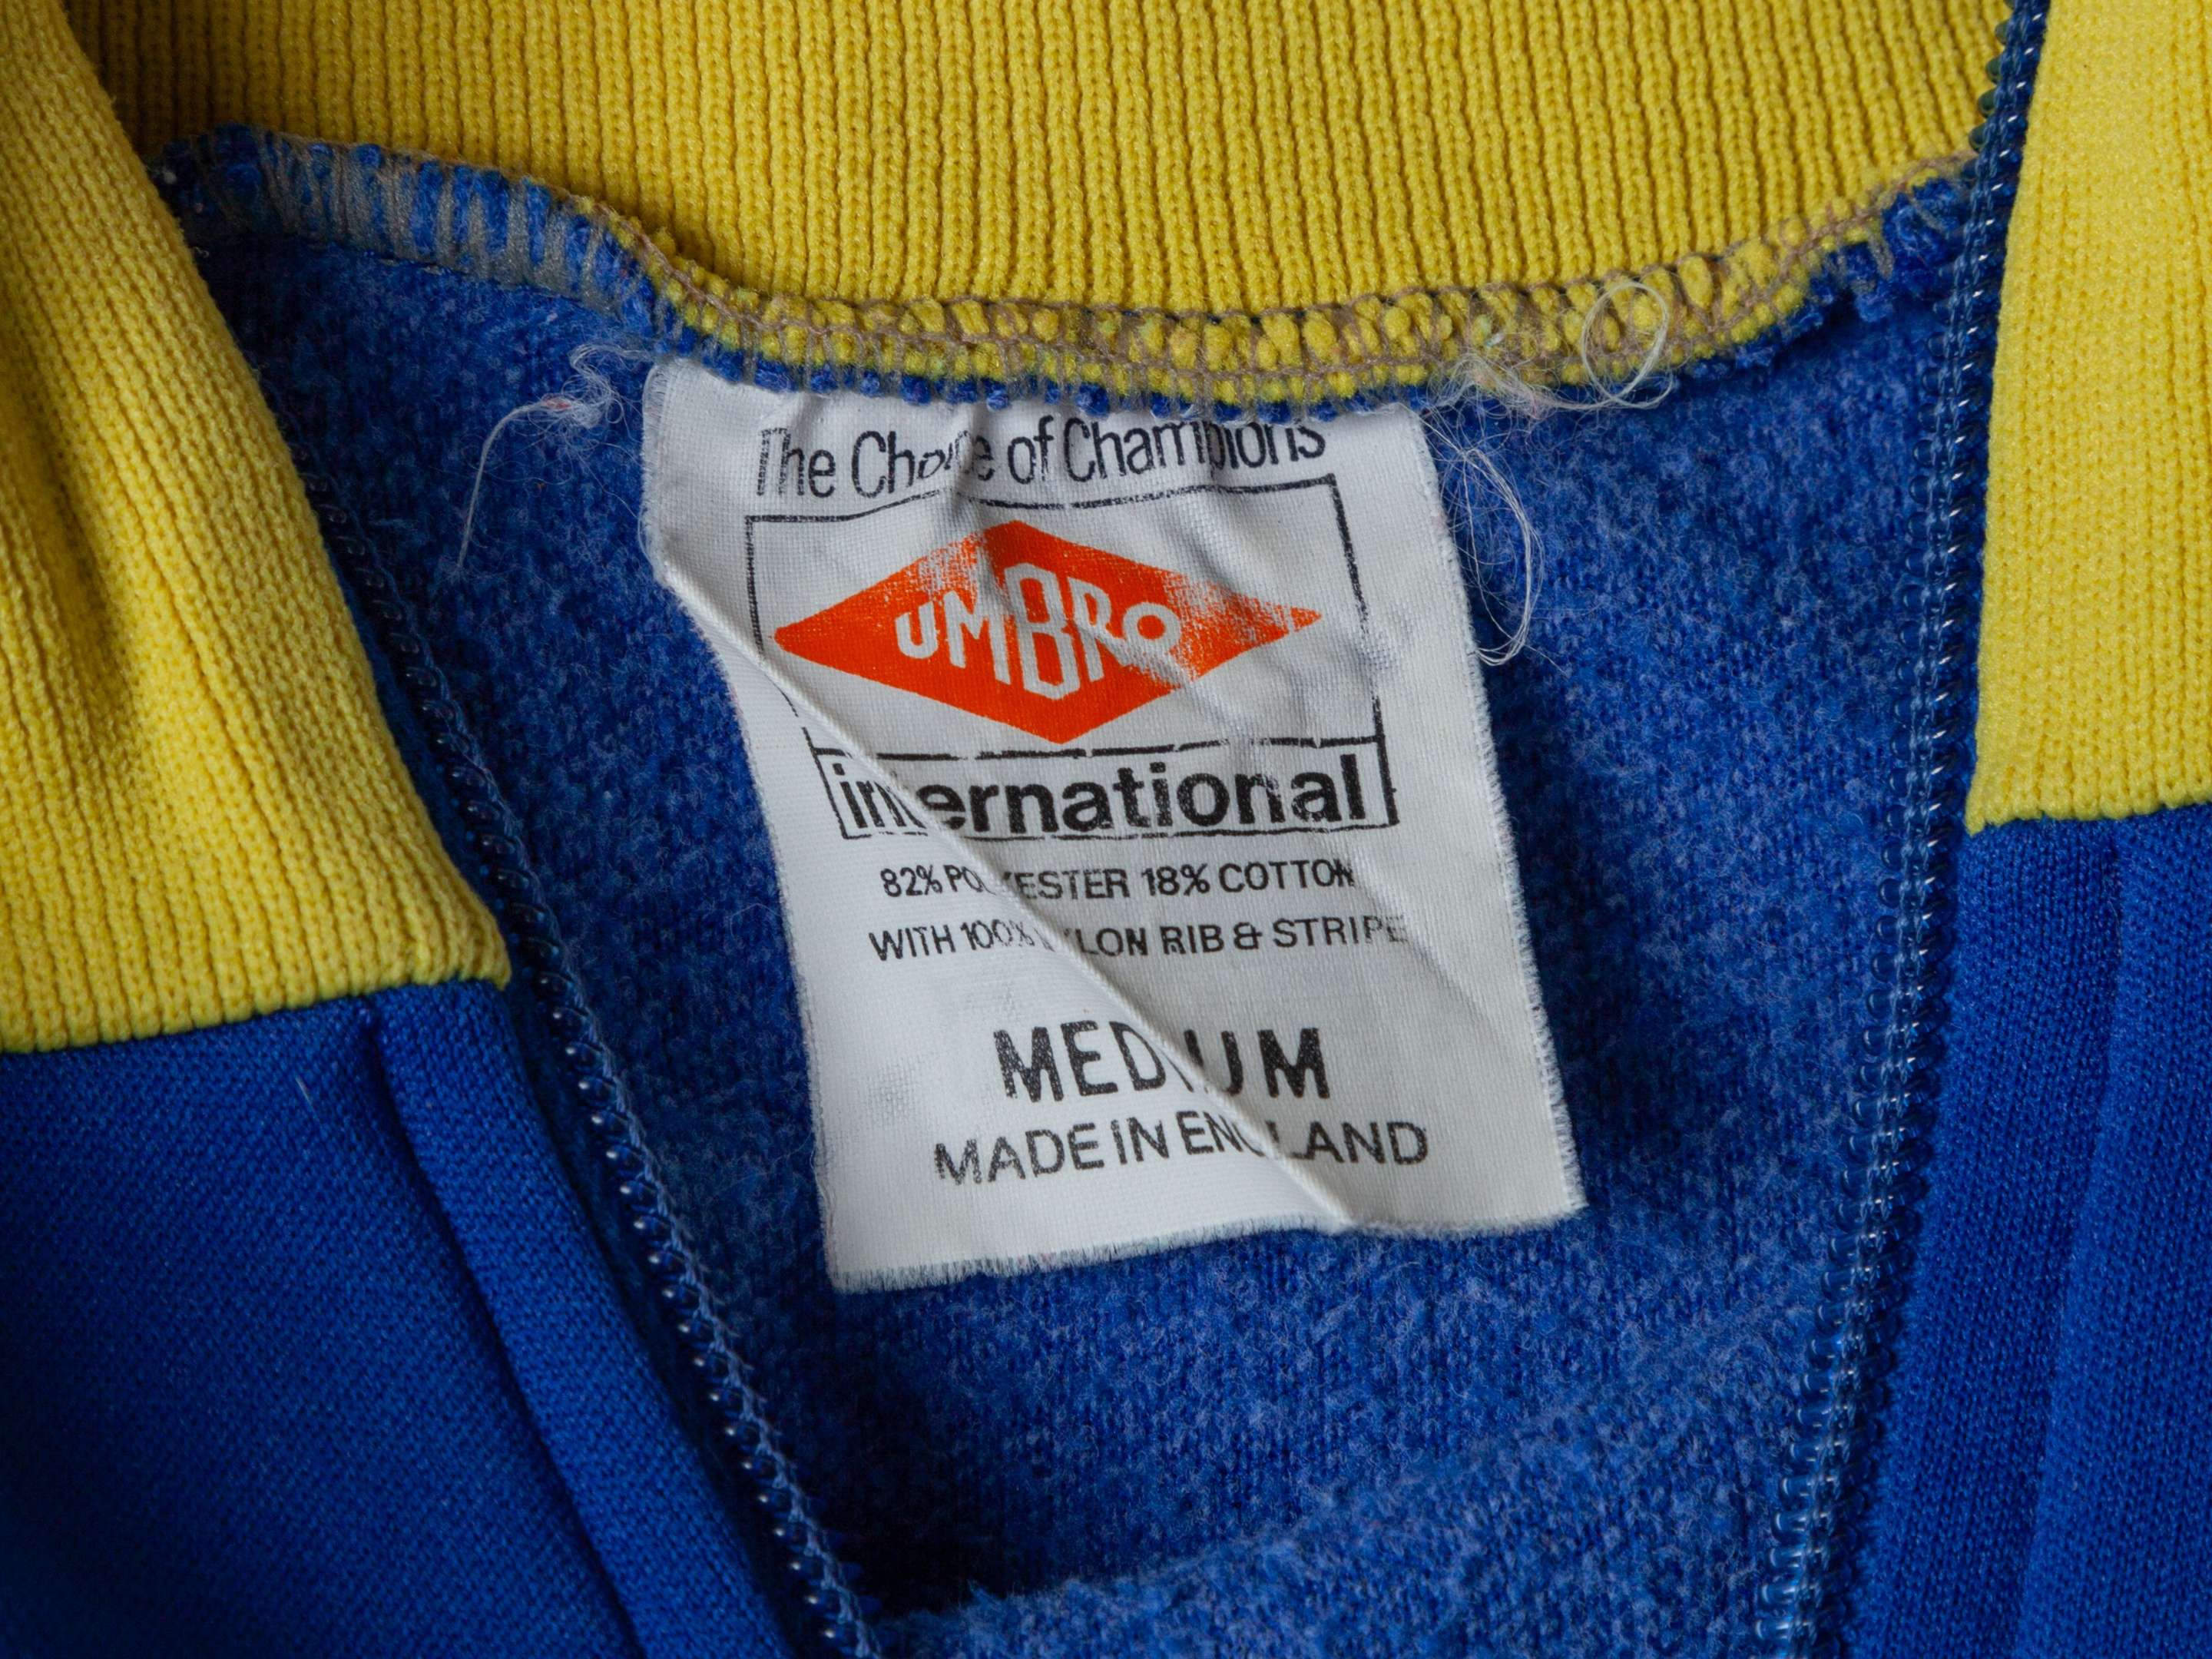 The Choice of Champions
UMBRO
international
82% POLYESTER 18% COTTON
WITH 100% NYLON RIB & STRIPE
MEDIUM
MADE IN ENGLAND